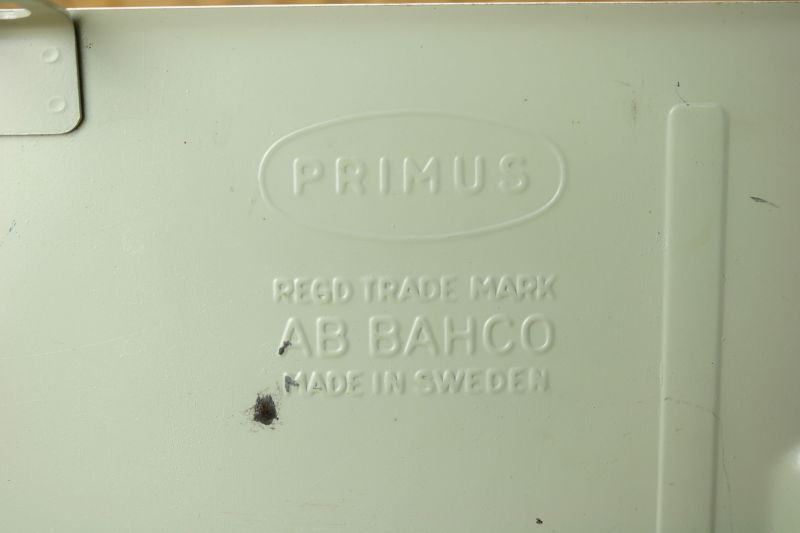 PRIMUS
REGD TRADE MARK
AB BAHCO
MADE IN SWEDEN